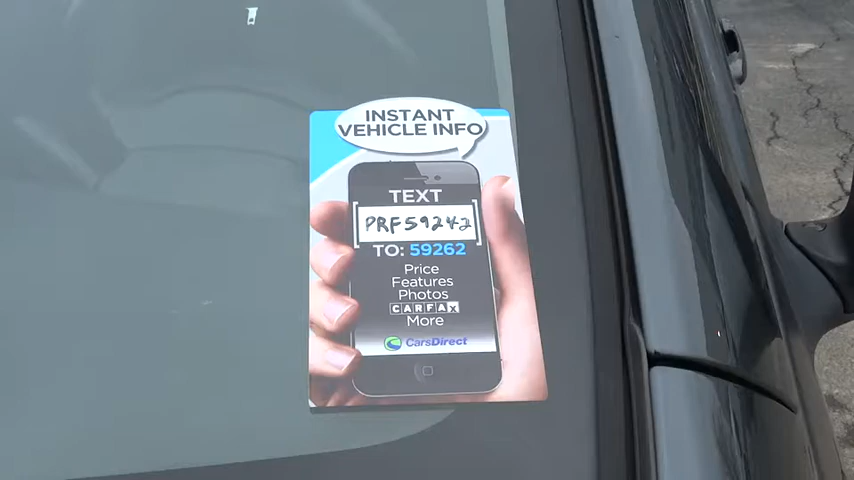 INSTANT
VEHICLE INFO
TEXT
PRF59242
TO: 59262
Price
Features
Photos
CARFAX
More
CarsDirect